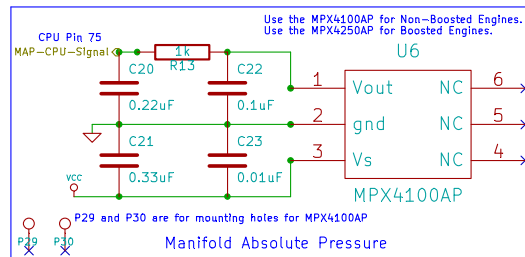 Use the MPX4100AP for Non-Boosted Engines.
Use the MPX4250AP for Boosted Engines.
CPU Pin 75
MAP-CPU-Signal
1k
R13
U6
C20
0.22uF
C22
0.1uF
1
Vout
NC
6
2
gnd
NC
5
3
Vs
NC
4
C21
0.33uF
C23
0.01uF
VCC
MPX4100AP
P29 and P30 are for mounting holes for MPX4100AP
P29
P30
Manifold Absolute Pressure